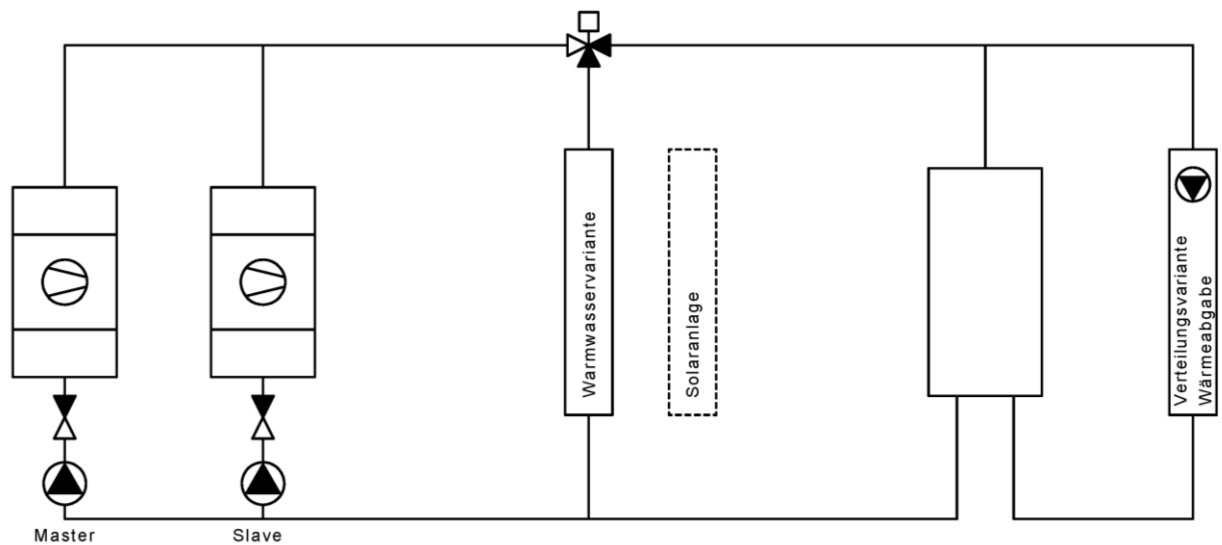 Warmwasservariante
Solaranlage
Verteilungsvariante
Wärmeabgabe
Master
Slave